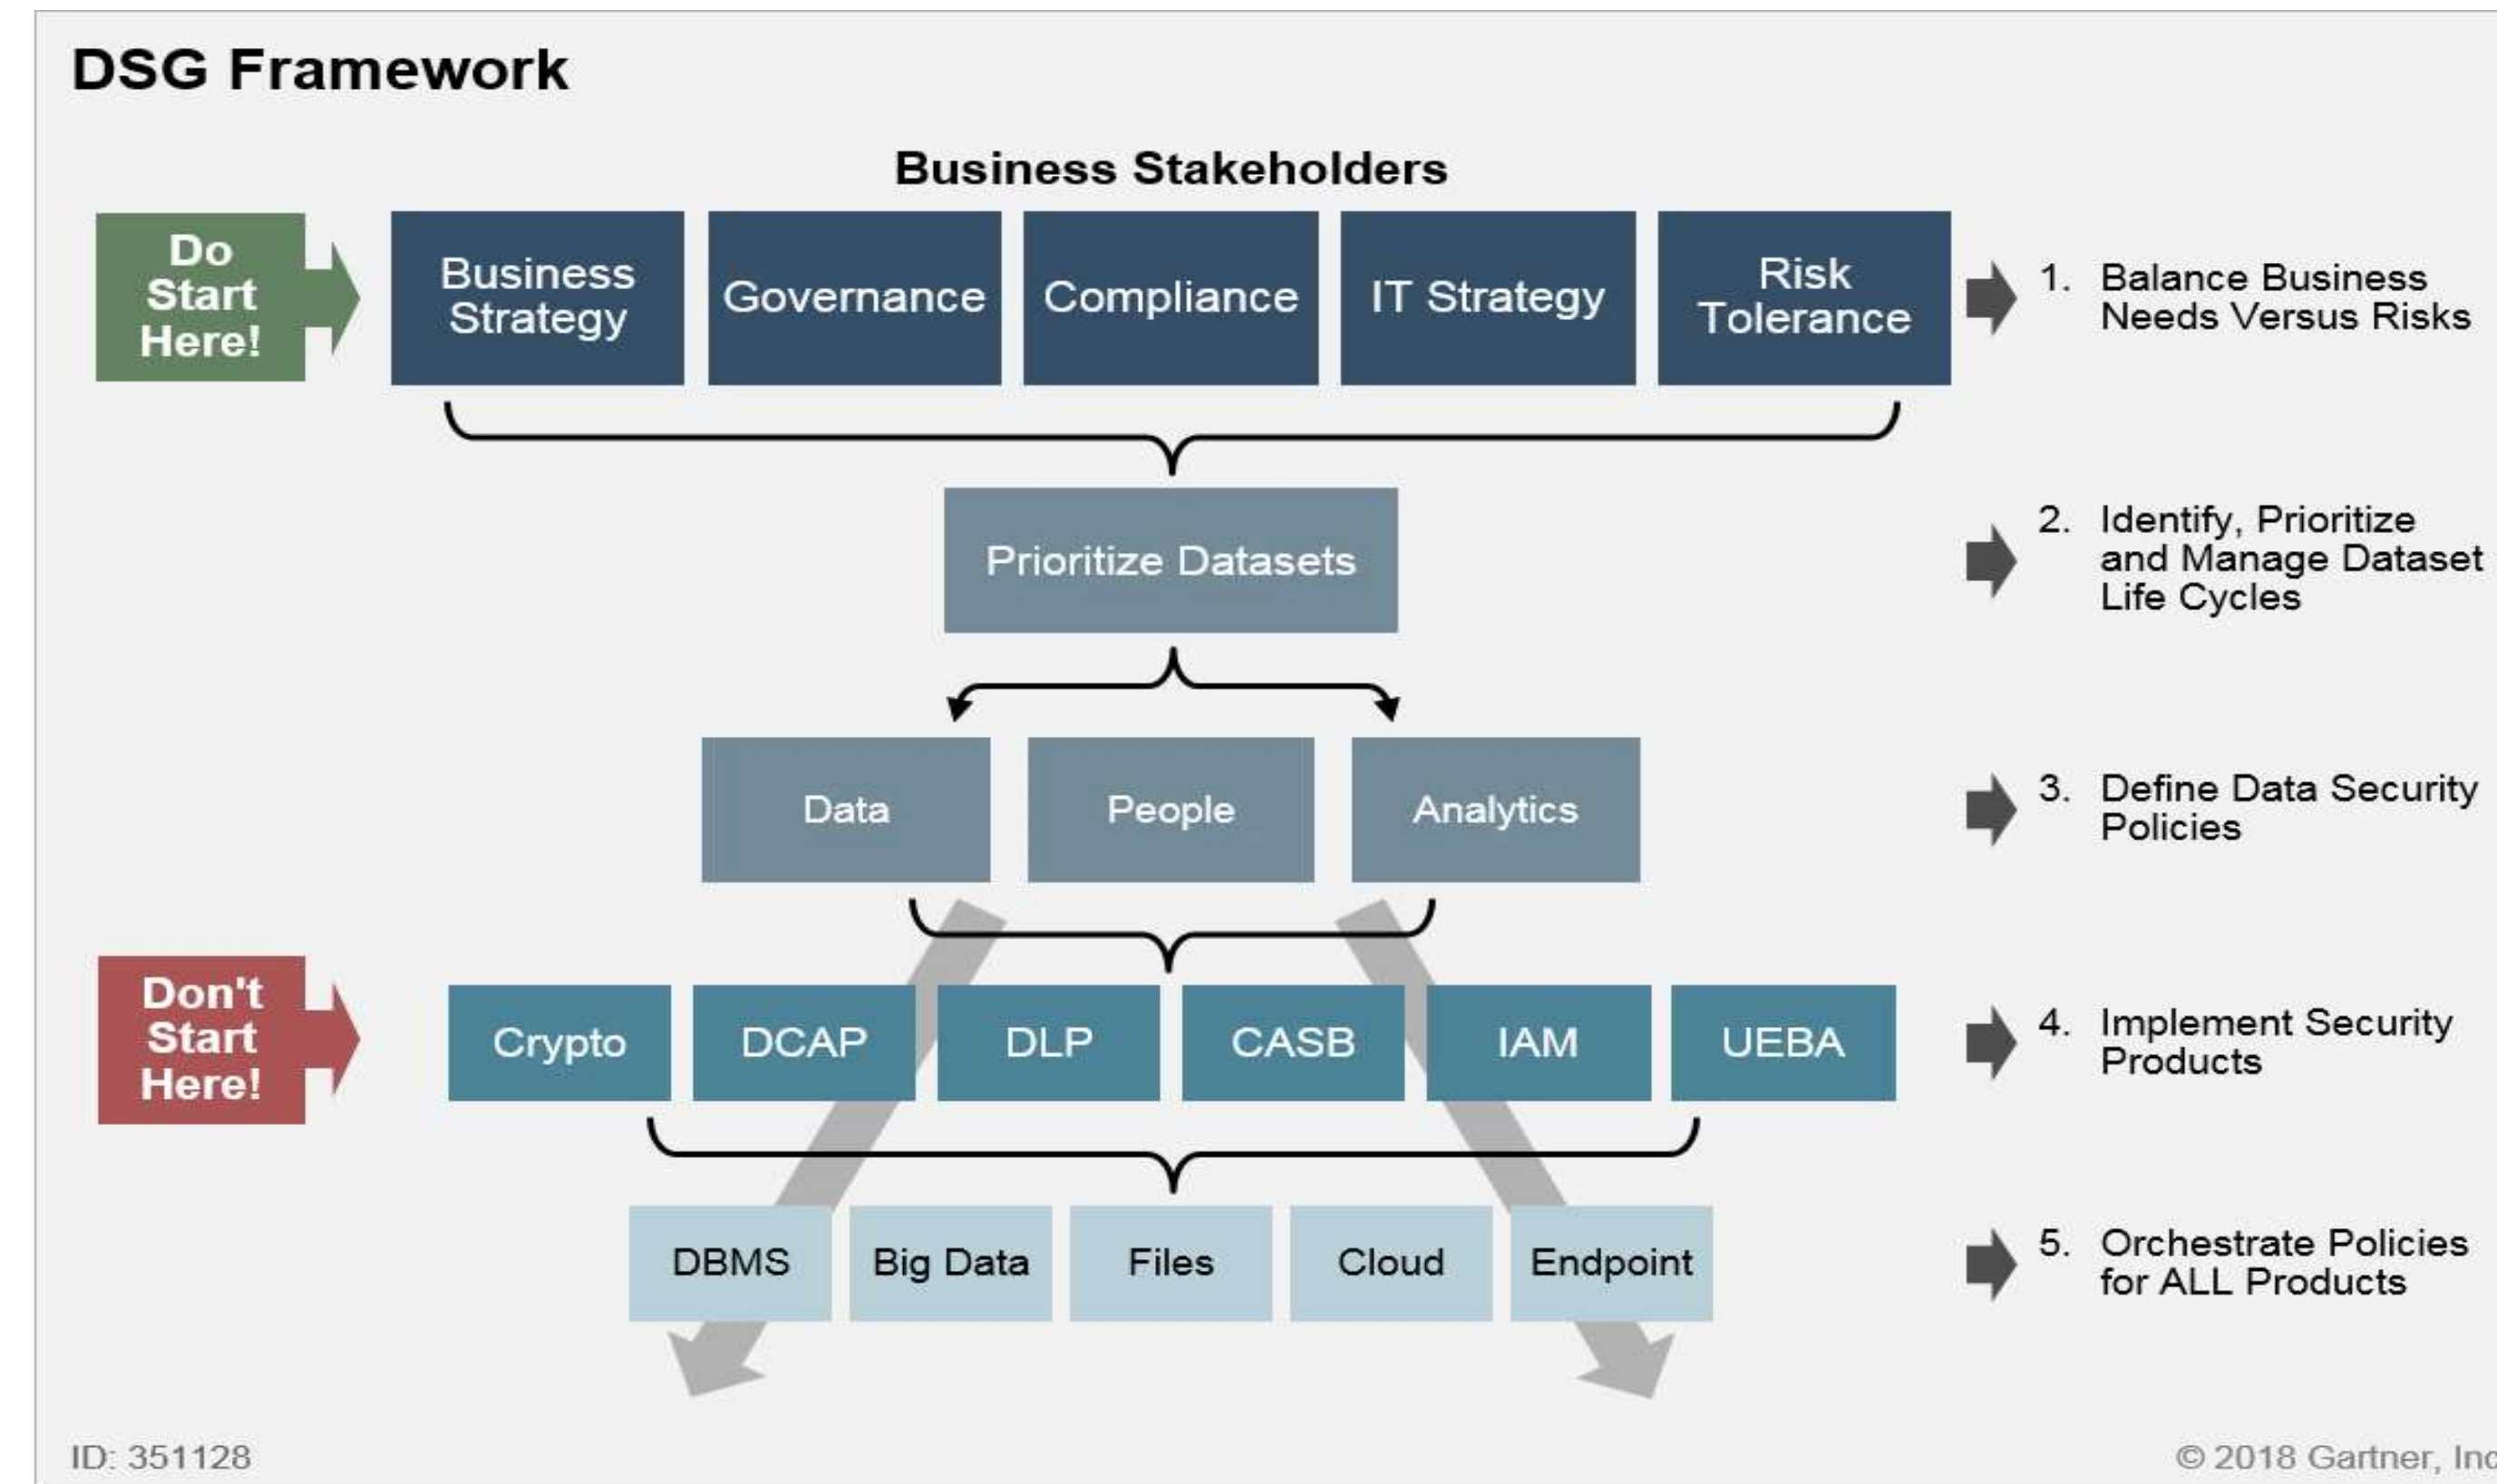 DSG Framework
Business Stakeholders
Do
Start
Here!
Business
Strategy
Governance
Compliance
IT Strategy
Risk
Tolerance
1. Balance Business
Needs Versus Risks
Prioritize Datasets
2. Identify, Prioritize
and Manage Dataset
Life Cycles
Data
People
Analytics
3. Define Data Security
Policies
Don't
Start
Here!
Crypto
DCAP
DLP
CASB
IAM
UEBA
4. Implement Security
Products
DBMS
Big Data
Files
Cloud
Endpoint
5. Orchestrate Policies
for ALL Products
ID: 351128
© 2018 Gartner, Inc